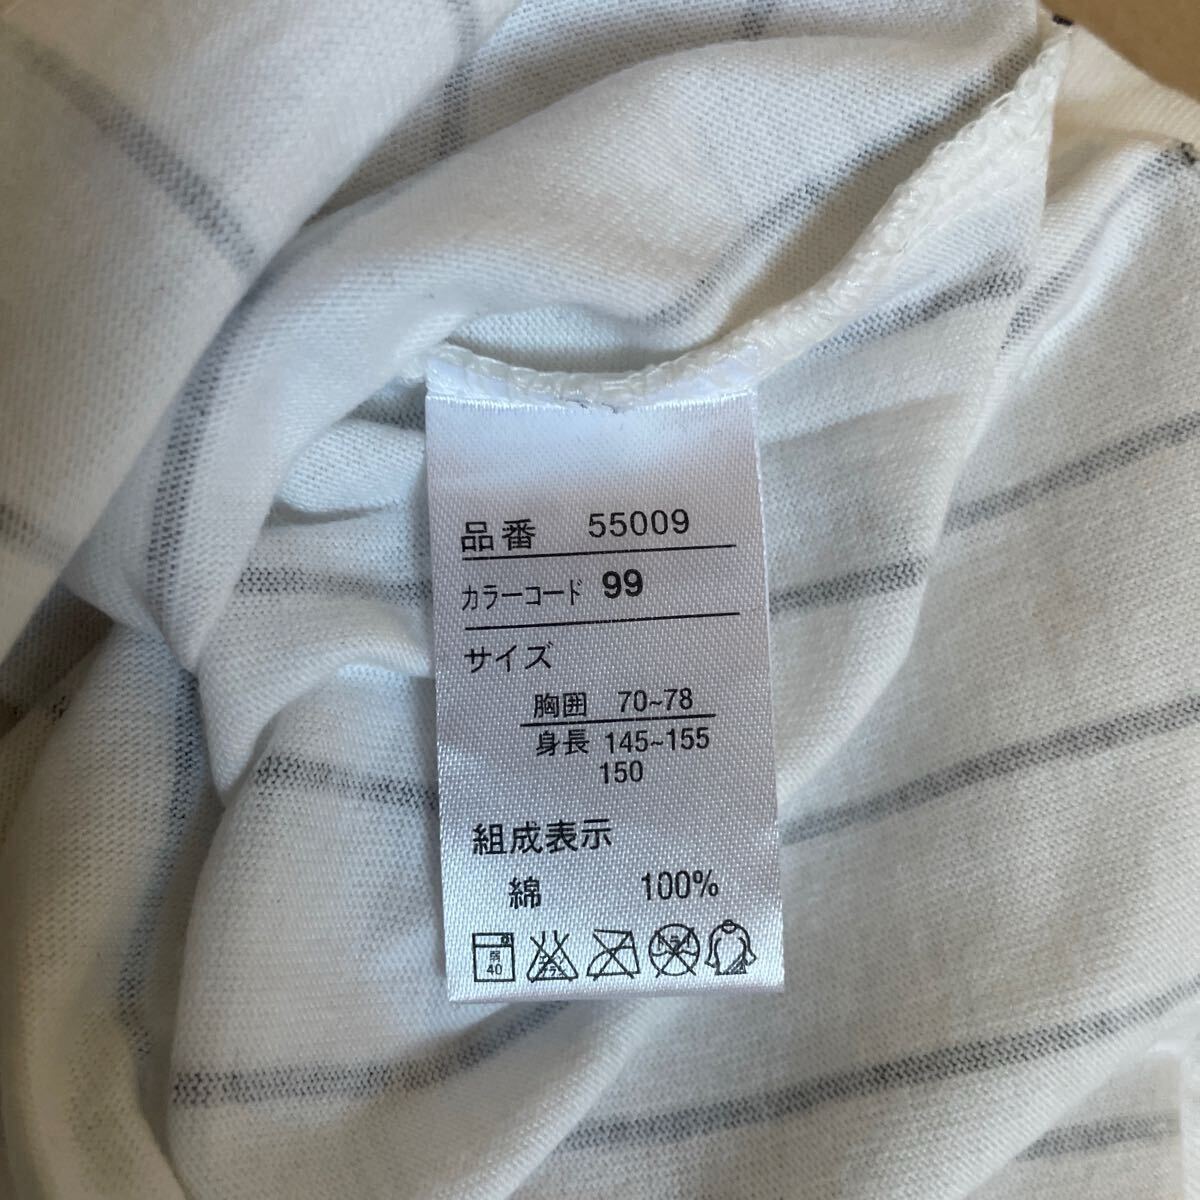 品番 55009
カラーコード 99
サイズ
胸囲 70~78
身長 145~155
150
組成表示
綿 100%
弱
40